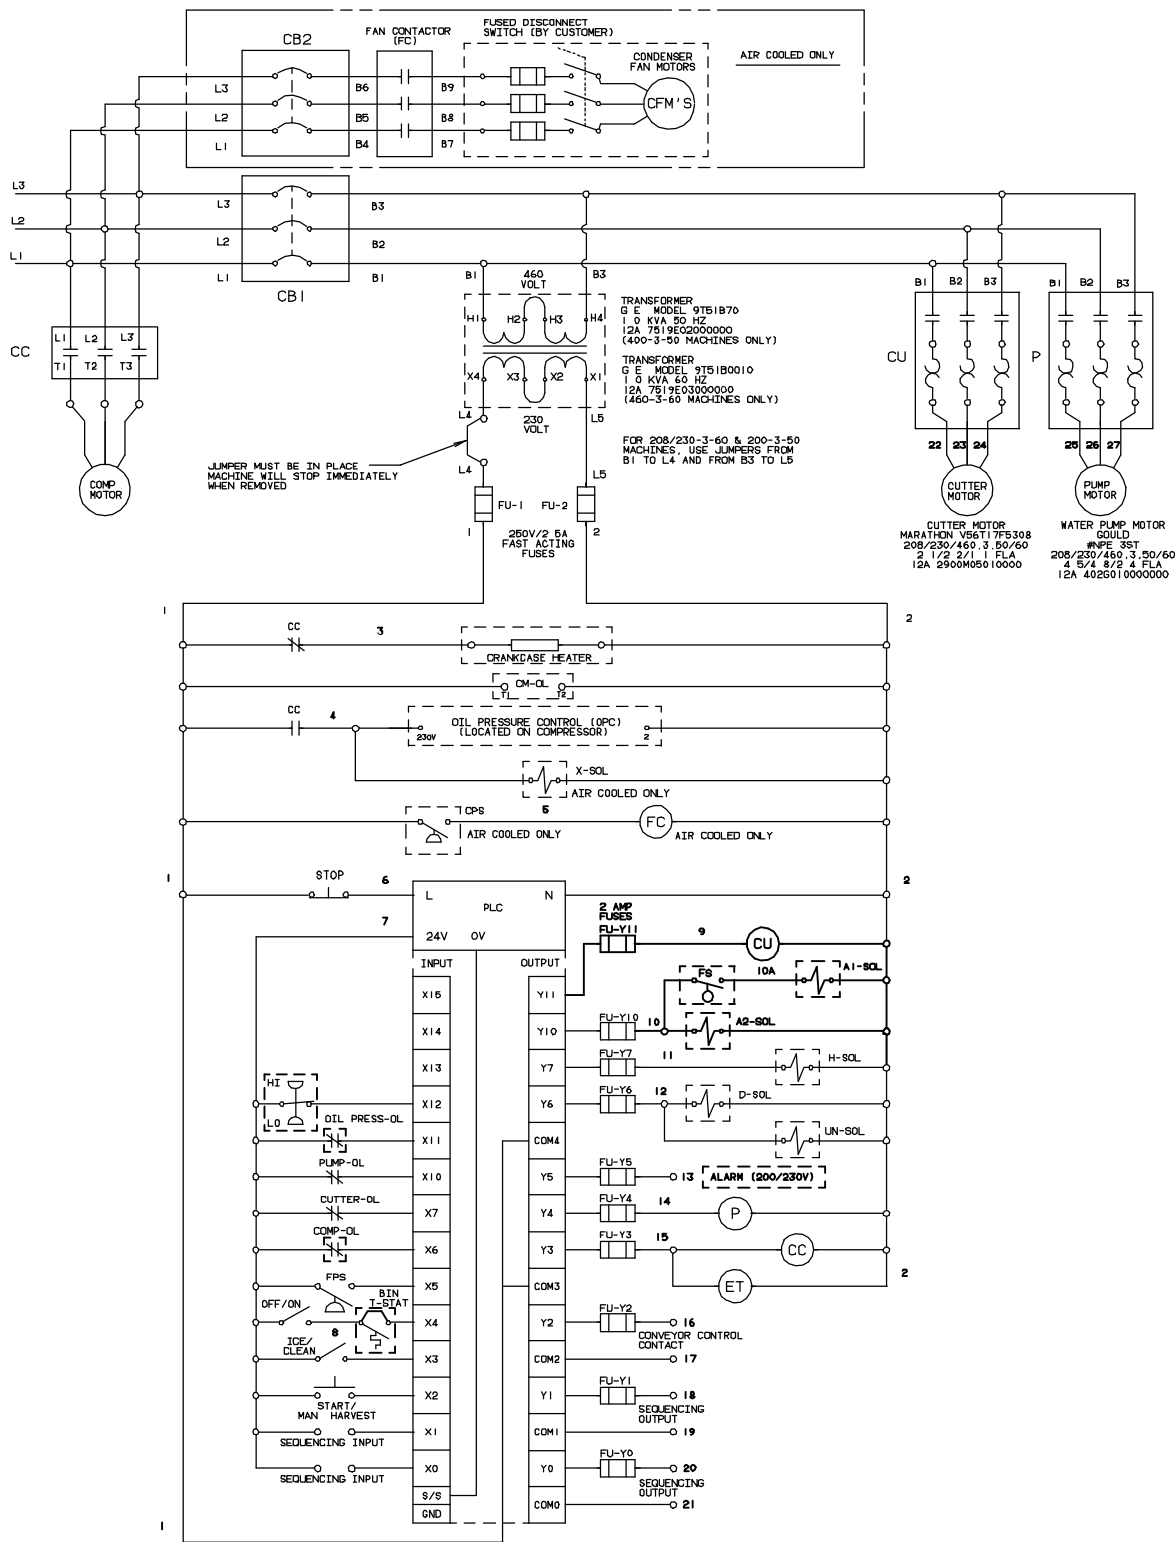 CB2
FAN CONTACTOR
(FC)
FUSED DISCONNECT
SWITCH (BY CUSTOMER)
CONDENSER
FAN MOTORS
AIR COOLED ONLY
L3
B6
B9
CFM'S
L2
B5
B8
L1
B4
B7
L3
L3
B3
L2
L2
B2
L1
L1
B1
CB1
B1
460
VOLT
B3
H1
H2
H3
H4
TRANSFORMER
G E MODEL 9T51B70
1 0 KVA 50 HZ
12A 7519E02000000
(400-3-50 MACHINES ONLY)
TRANSFORMER
G E MODEL 9T51B0010
1 0 KVA 60 HZ
12A 7519E03000000
(460-3-60 MACHINES ONLY)
X4
X3
X2
X1
L4
230
VOLT
L5
B1
B2
B3
CU
B1
B2
B3
P
CC
L1
L2
L3
T1
T2
T3
COMP
MOTOR
JUMPER MUST BE IN PLACE
MACHINE WILL STOP IMMEDIATELY
WHEN REMOVED
L4
L5
FOR 208/230-3-60 & 200-3-50
MACHINES, USE JUMPERS FROM
B1 TO L4 AND FROM B3 TO L5
FU-1
FU-2
1
2
250V/2 5A
FAST ACTING
FUSES
22
23
24
25
26
27
CUTTER
MOTOR
PUMP
MOTOR
CUTTER MOTOR
MARATHON V56T17F5308
208/230/460,3,50/60
2 1/2 2/1 1 FLA
12A 2900M05010000
WATER PUMP MOTOR
GOULD
#NPE 3ST
208/230/460,3,50/60
4 5/4 8/2 4 FLA
12A 402G010000000
1
2
CC
3
CRANKCASE HEATER
CM-OL
T1
T2
CC
4
230V
OIL PRESSURE CONTROL (OPC)
(LOCATED ON COMPRESSOR)
2
X-SOL
AIR COOLED ONLY
5
CPS
AIR COOLED ONLY
FC
AIR COOLED ONLY
1
STOP
6
L
PLC
N
2
7
24V
0V
2 AMP
FUSES
FU-Y11
9
CU
INPUT
OUTPUT
X15
Y11
FS
10A
A1-SOL
X14
Y10
FU-Y10
10
A2-SOL
X13
Y7
FU-Y7
11
H-SOL
HI
LO
X12
Y6
FU-Y6
12
D-SOL
OIL PRESS-OL
X11
COM4
UN-SOL
PUMP-OL
X10
Y5
FU-Y5
13
ALARM (200/230V)
CUTTER-OL
X7
Y4
FU-Y4
14
P
COMP-OL
X6
Y3
FU-Y3
15
CC
FPS
X5
COM3
ET
2
OFF/ON
8
BIN
T-STAT
X4
Y2
FU-Y2
16
CONVEYOR CONTROL
CONTACT
ICE/
CLEAN
X3
COM2
17
START/
MAN HARVEST
X2
Y1
FU-Y1
18
SEQUENCING
OUTPUT
SEQUENCING INPUT
X1
COM1
19
SEQUENCING INPUT
X0
Y0
FU-Y0
20
SEQUENCING
OUTPUT
S/S
COM0
21
GND
1